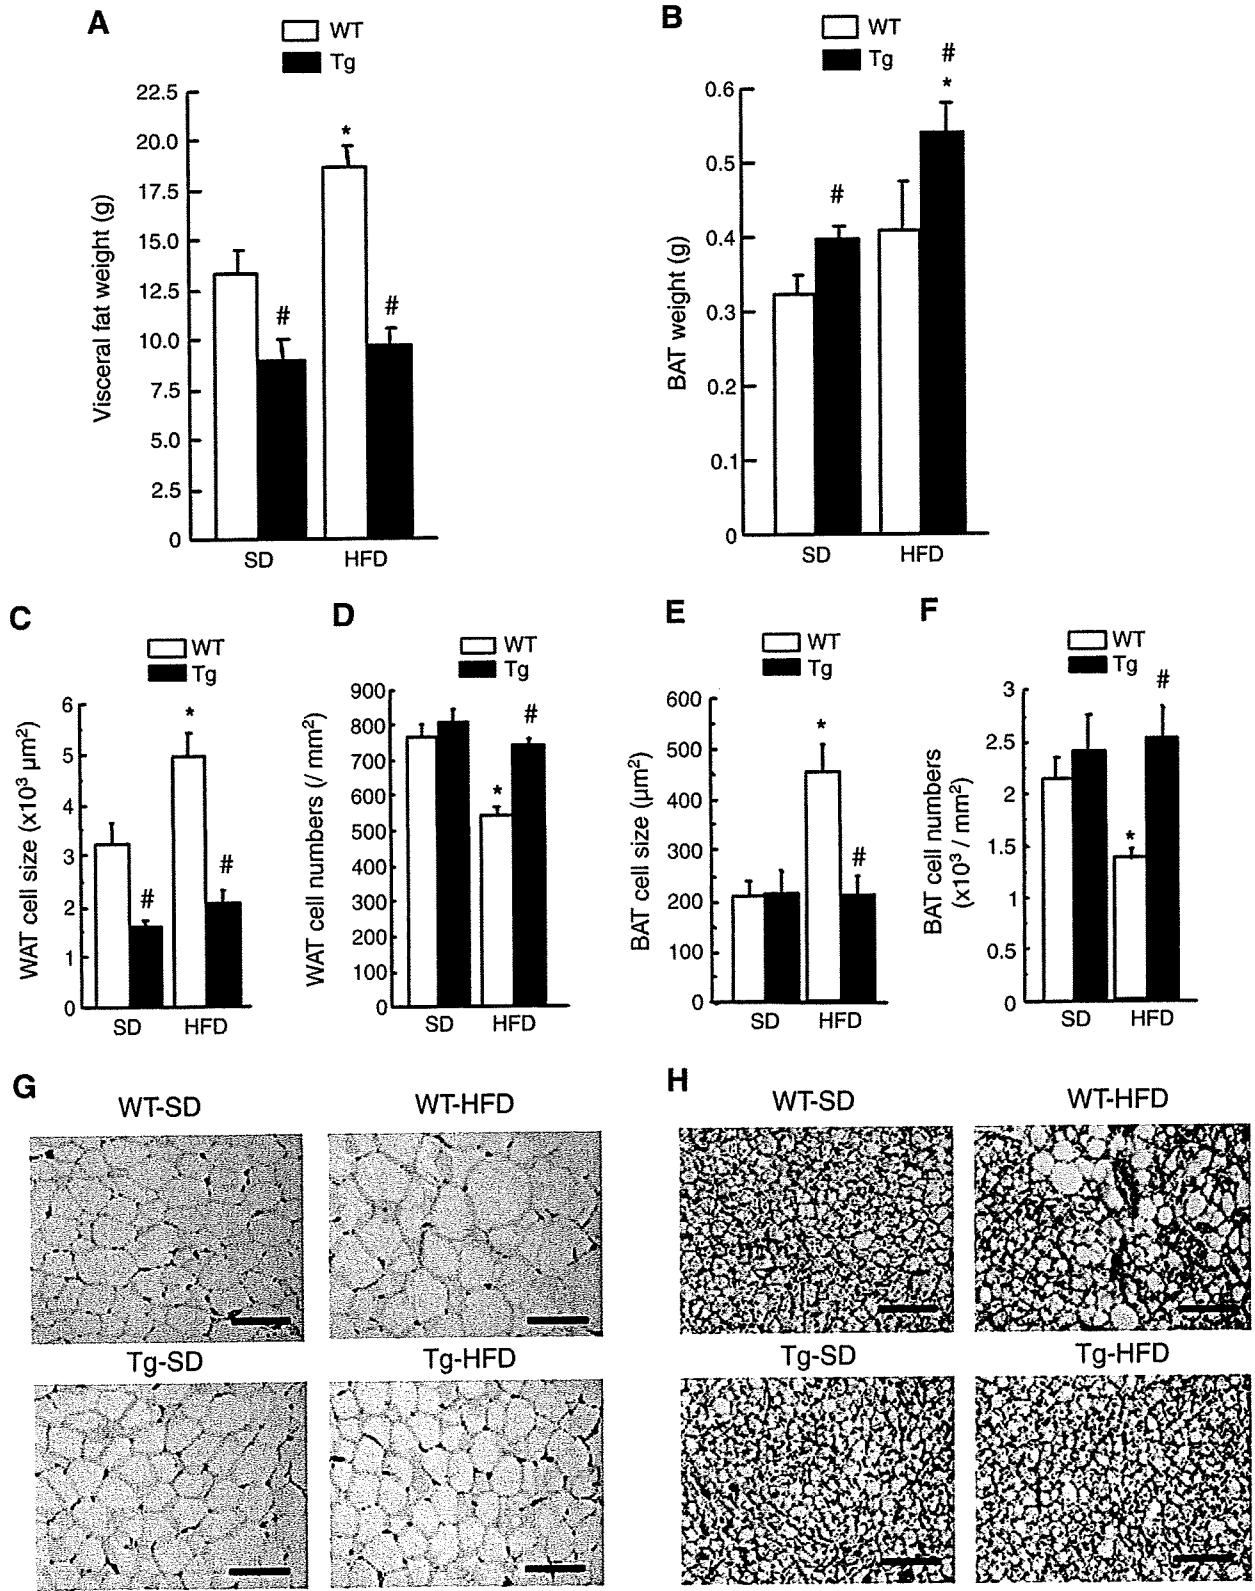 A
WT
Tg
Visceral fat weight (g)
22.5
20.0
17.5
15.0
12.5
10.0
7.5
5.0
2.5
0
#
*
#
SD
HFD
B
WT
Tg
BAT weight (g)
0.6
0.5
0.4
0.3
0.2
0.1
0
#
#
*
SD
HFD
C
WT
Tg
WAT cell size (x10³ µm²)
6
5
4
3
2
1
0
#
*
#
SD
HFD
D
WT
Tg
WAT cell numbers (/ mm²)
900
800
700
600
500
400
300
200
100
0
*
#
SD
HFD
E
WT
Tg
BAT cell size (µm²)
600
500
400
300
200
100
0
*
#
SD
HFD
F
WT
Tg
BAT cell numbers
(x10³ / mm²)
3
2.5
2
1.5
1
0.5
0
*
#
SD
HFD
G
WT-SD
WT-HFD
Tg-SD
Tg-HFD
H
WT-SD
WT-HFD
Tg-SD
Tg-HFD